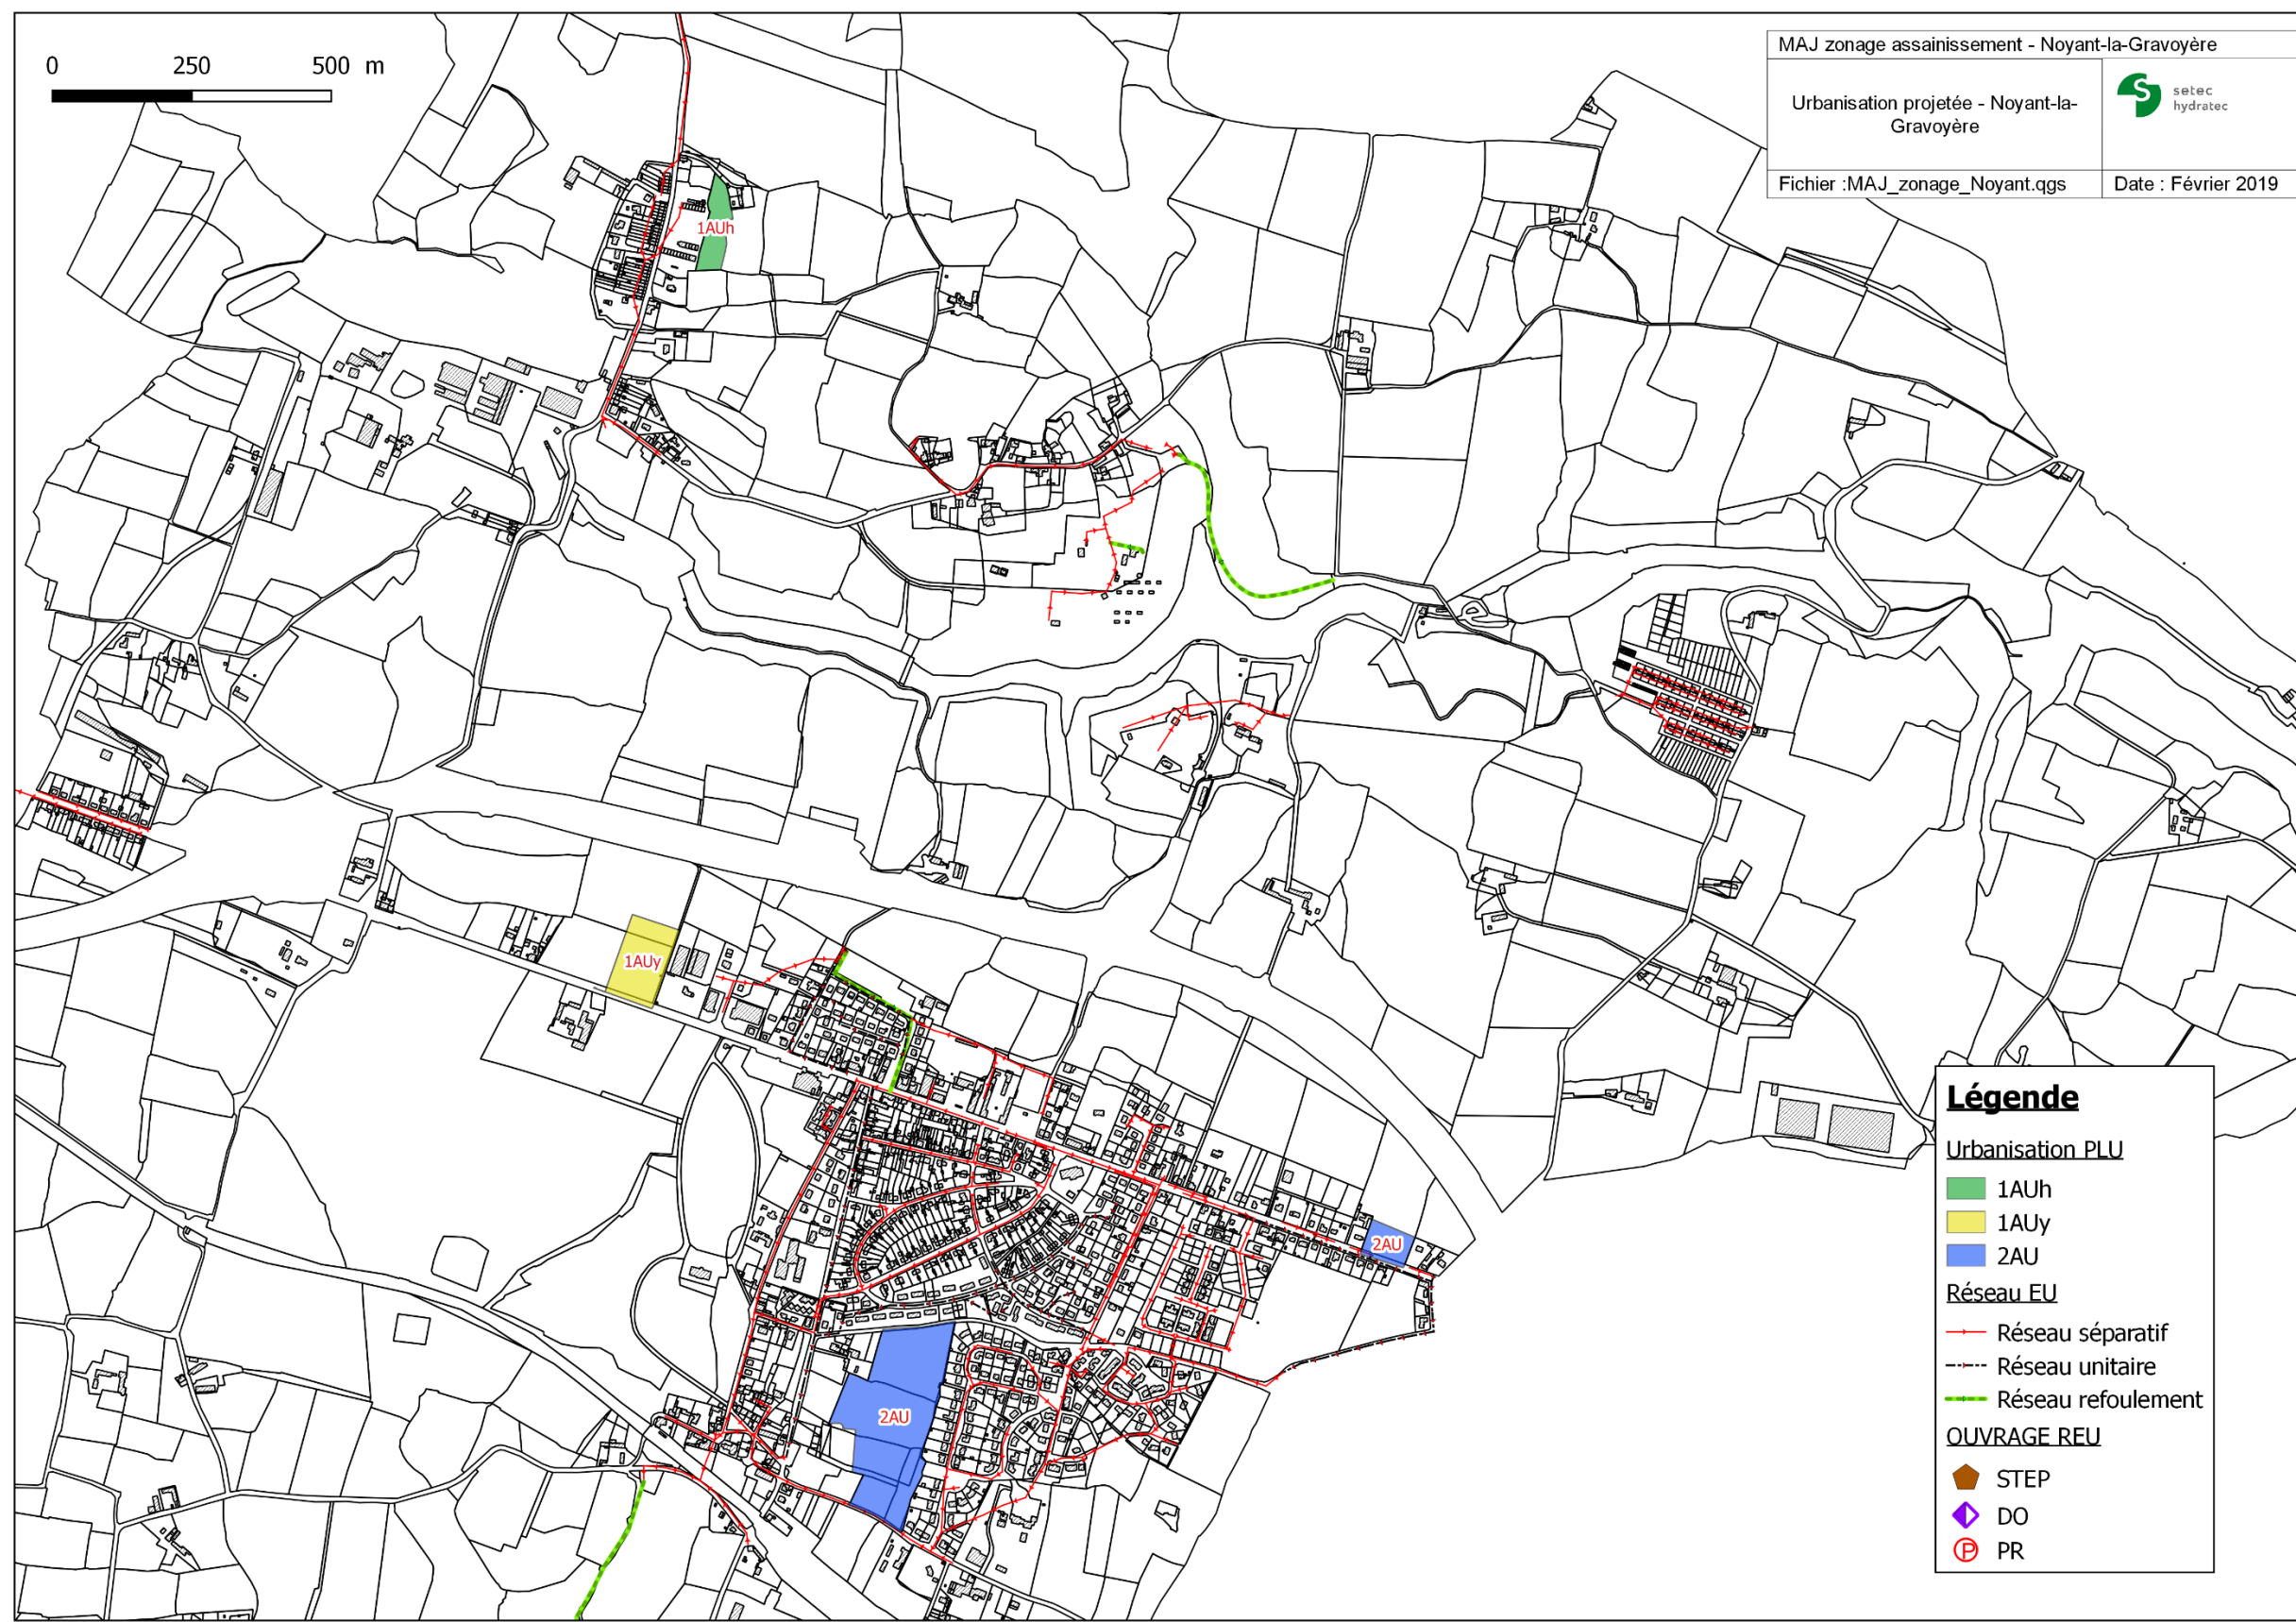 0 250 500 m
MAJ zonage assainissement - Noyant-la-Gravoyère
Urbanisation projetée - Noyant-la-
Gravoyère
setec
hydratec
Fichier :MAJ_zonage_Noyant.qgs
Date : Février 2019
1AUh
1AUy
2AU
2AU
Légende
Urbanisation PLU
1AUh
1AUy
2AU
Réseau EU
Réseau séparatif
Réseau unitaire
Réseau refoulement
OUVRAGE REU
STEP
DO
P PR